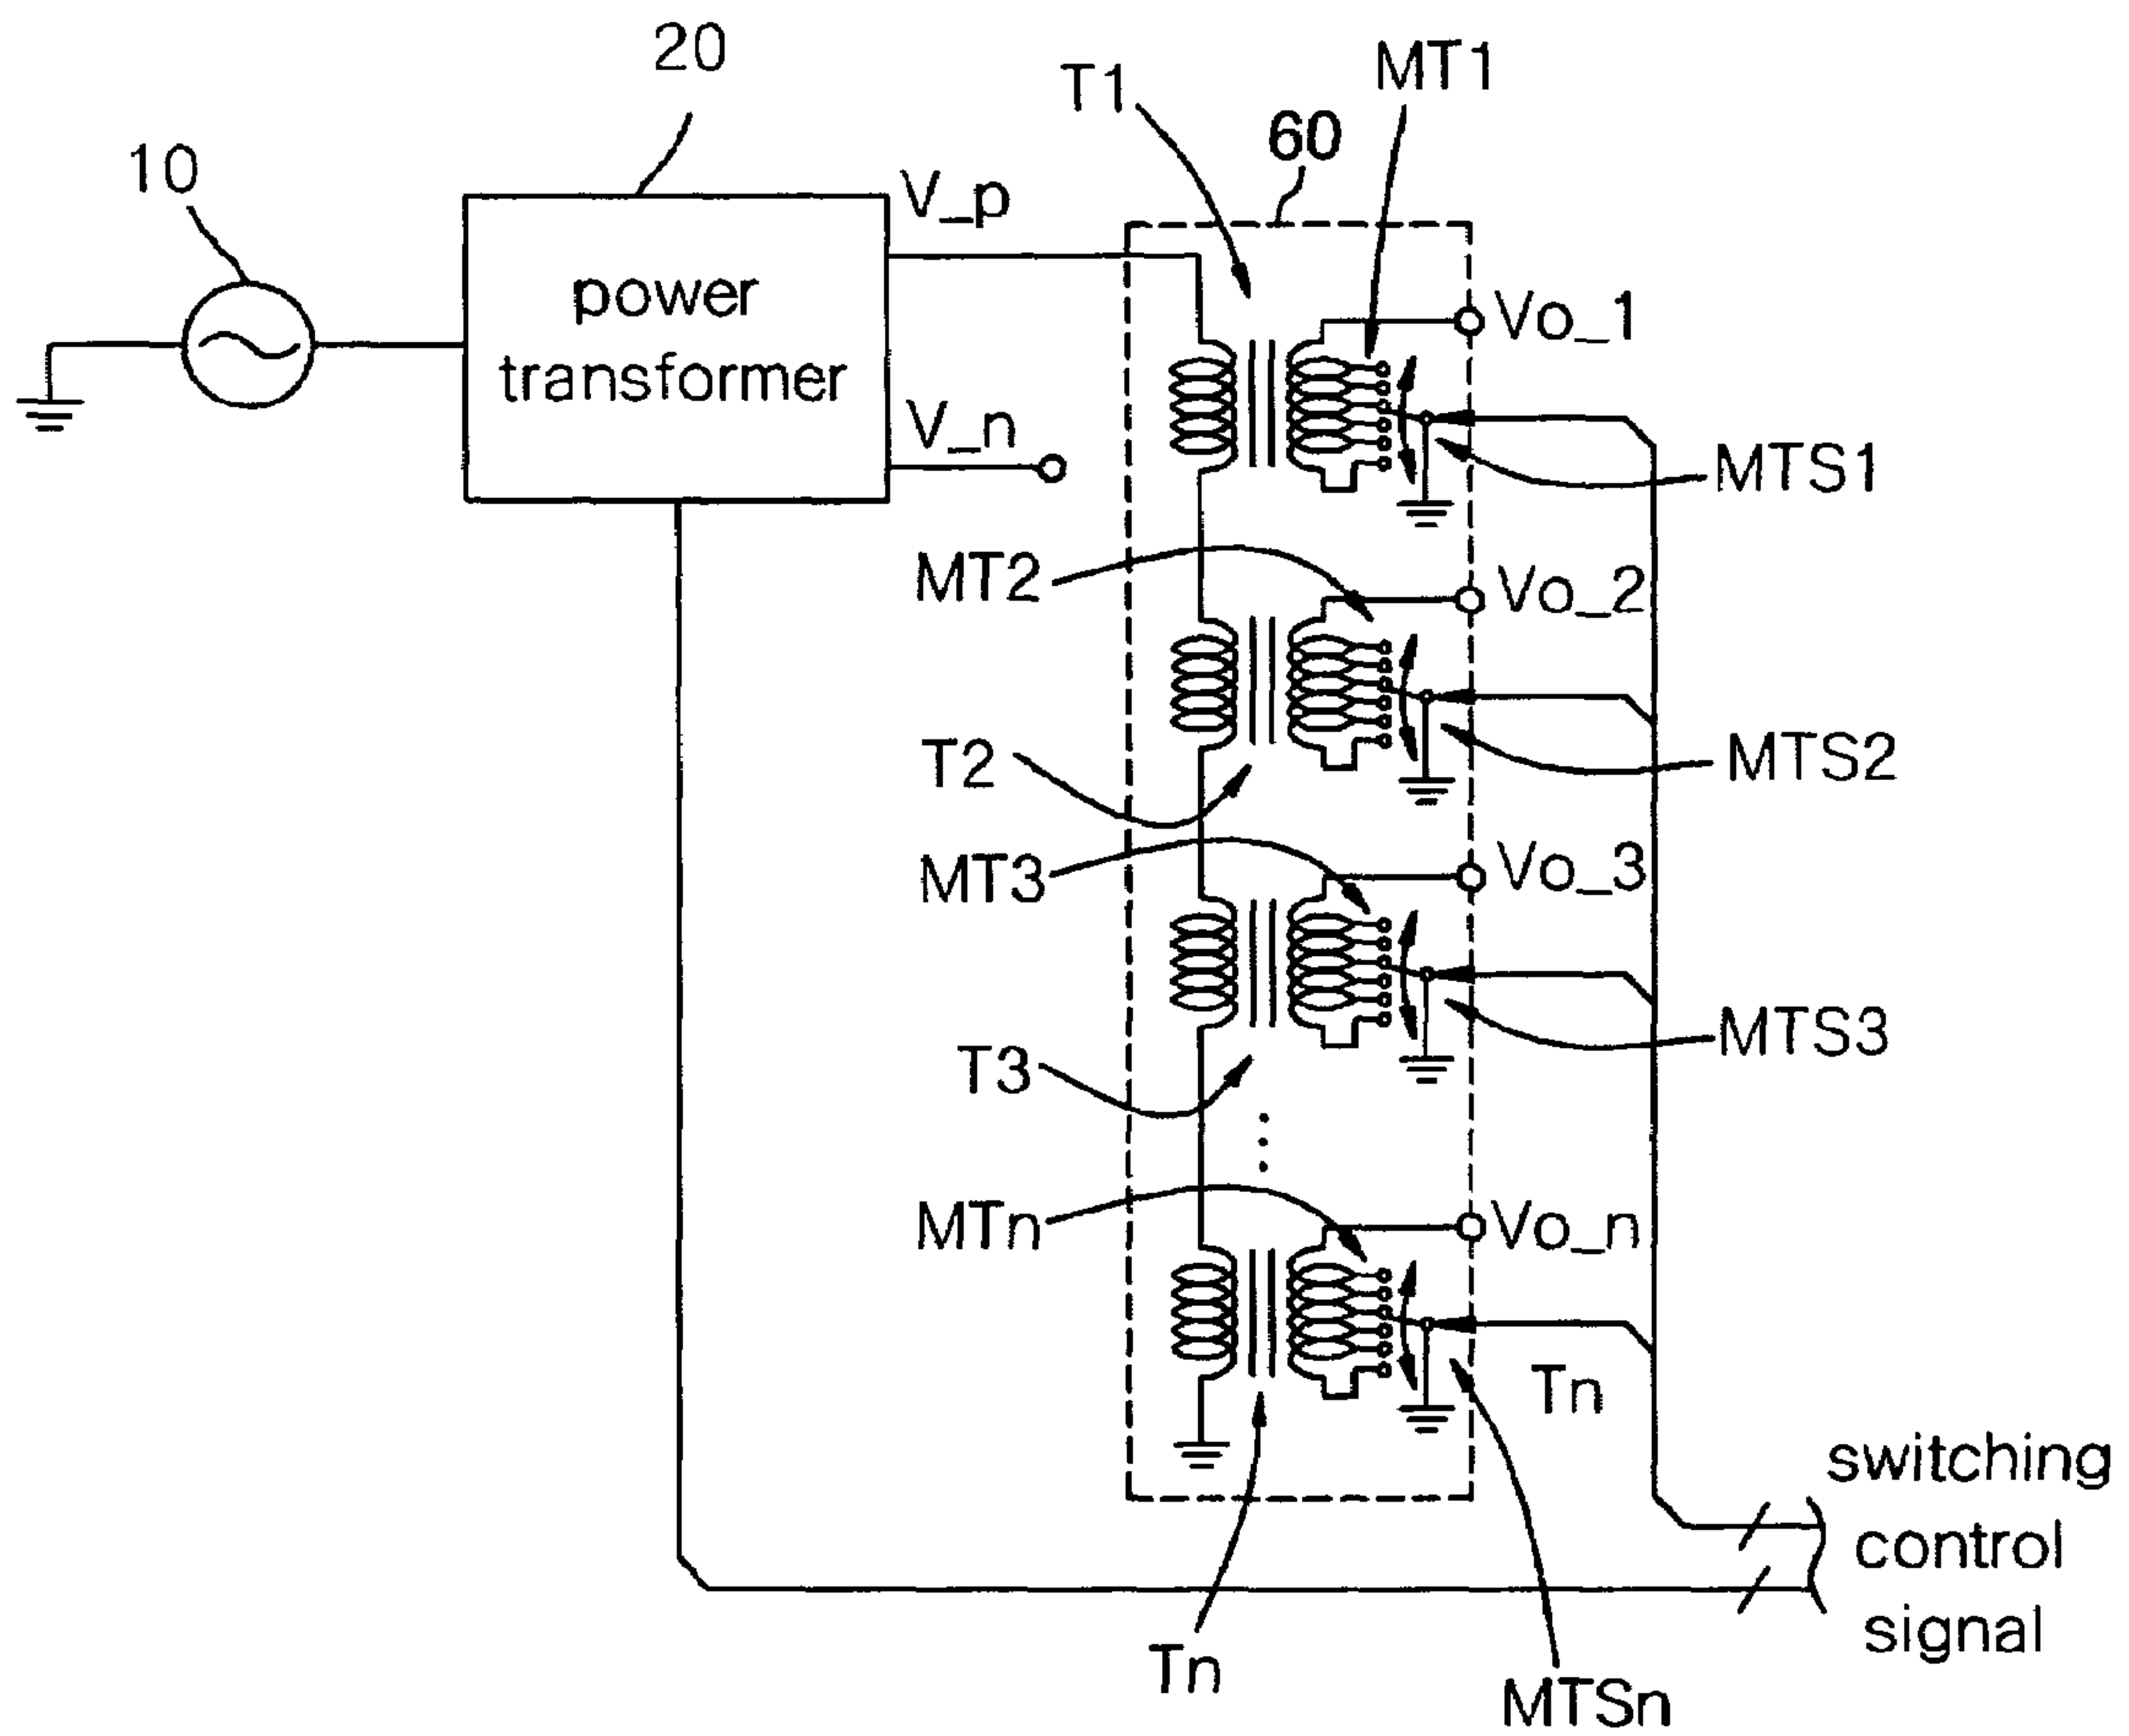 20
T1
MT1
60
10
V_p
power
transformer
Vo_1
V_n
MTS1
MT2
Vo_2
T2
MTS2
MT3
Vo_3
T3
MTS3
MTn
Vo_n
Tn
switching
control
signal
Tn
MTSn